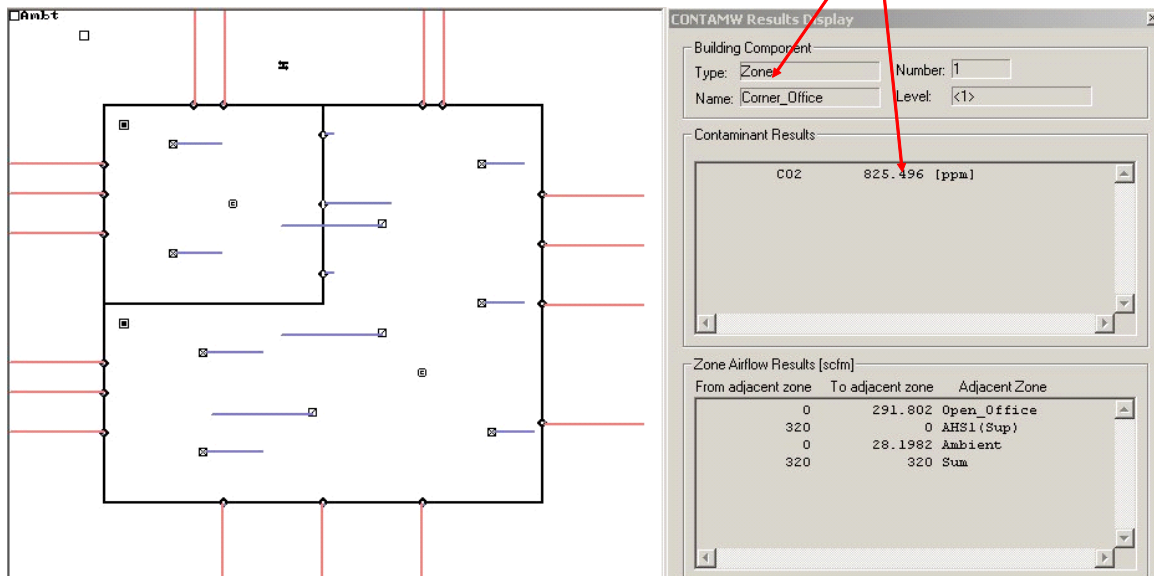 Ambt
CONTAMW Results Display
Building Component
Type: Zone Number: 1
Name: Corner_Office Level: <1>
Contaminant Results
CO2 825.496 [ppm]
Zone Airflow Results [scfm]
From adjacent zone To adjacent zone Adjacent Zone
0 291.802 Open_Office
320 0 AHS1(Sup)
0 28.1982 Ambient
320 320 Sum